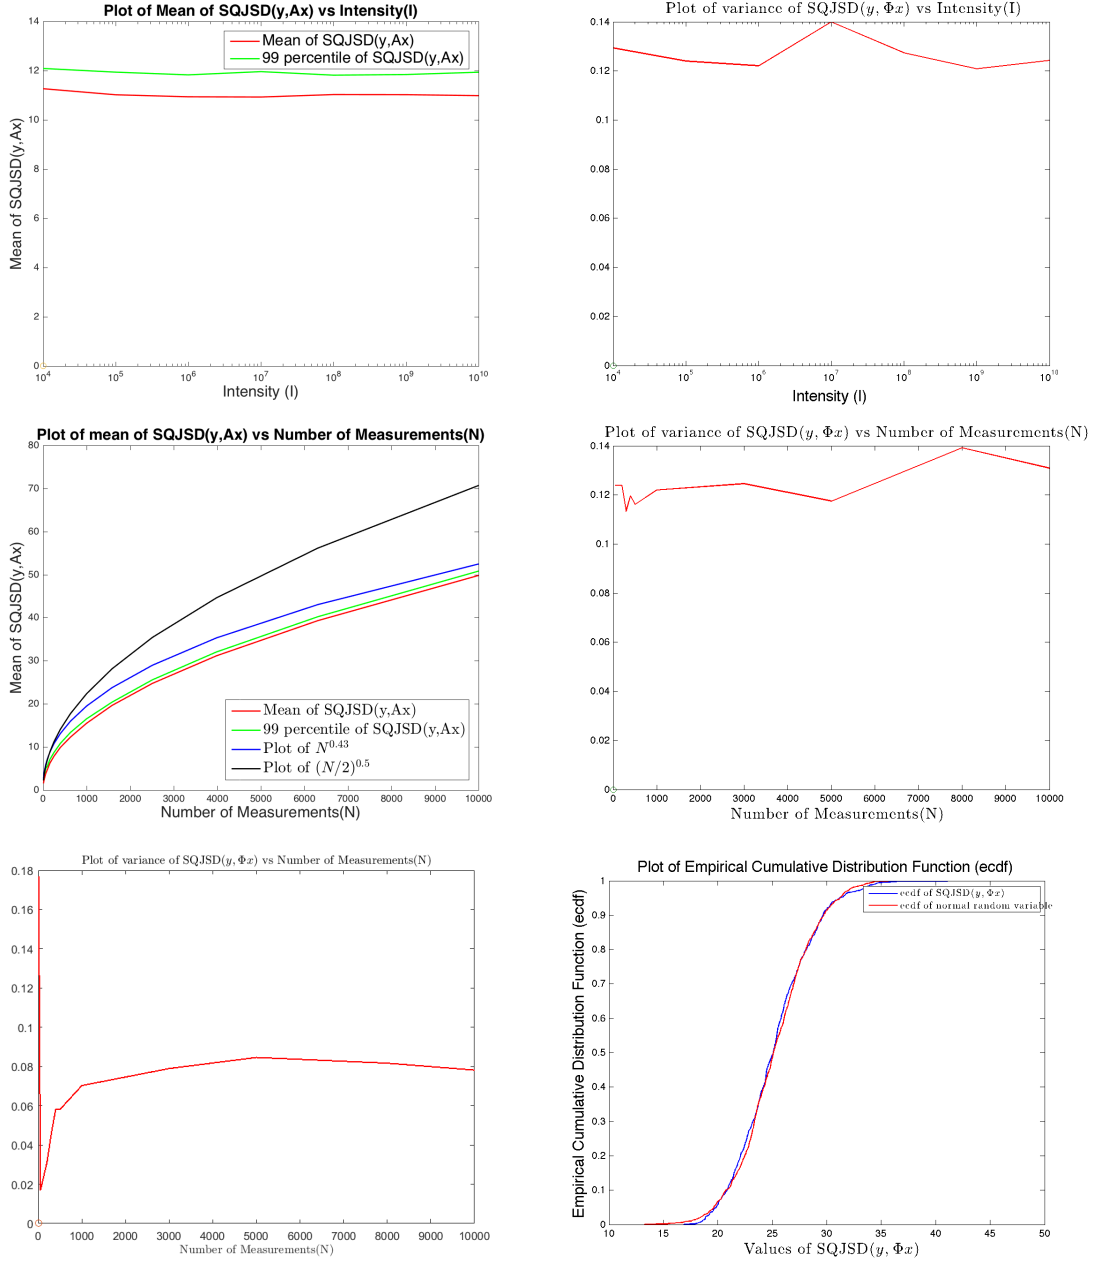 Plot of Mean of SQJSD(y,Ax) vs Intensity(I)
14
12
10
8
6
4
2
0
Mean of SQJSD(y,Ax)
Mean of SQJSD(y,Ax)
99 percentile of SQJSD(y,Ax)
10^4 10^5 10^6 10^7 10^8 10^9 10^10
Intensity (I)
Plot of variance of SQJSD(y, Φx) vs Intensity(I)
0.14
0.12
0.1
0.08
0.06
0.04
0.02
0
10^4 10^5 10^6 10^7 10^8 10^9 10^10
Intensity (I)
Plot of mean of SQJSD(y,Ax) vs Number of Measurements(N)
80
70
60
50
40
30
20
10
0
Mean of SQJSD(y,Ax)
Mean of SQJSD(y,Ax)
99 percentile of SQJSD(y,Ax)
Plot of N^0.43
Plot of (N/2)^0.5
0 1000 2000 3000 4000 5000 6000 7000 8000 9000 10000
Number of Measurements(N)
Plot of variance of SQJSD(y, Φx) vs Number of Measurements(N)
0.14
0.12
0.1
0.08
0.06
0.04
0.02
0
0 1000 2000 3000 4000 5000 6000 7000 8000 9000 10000
Number of Measurements(N)
Plot of variance of SQJSD(y, Φx) vs Number of Measurements(N)
0.18
0.16
0.14
0.12
0.1
0.08
0.06
0.04
0.02
0
0 1000 2000 3000 4000 5000 6000 7000 8000 9000 10000
Number of Measurements(N)
Plot of Empirical Cumulative Distribution Function (ecdf)
1
0.9
0.8
0.7
0.6
0.5
0.4
0.3
0.2
0.1
0
Empirical Cumulative Distribution Function (ecdf)
ecdf of SQJSD(y, Φx)
ecdf of normal random variable
10 15 20 25 30 35 40 45 50
Values of SQJSD(y, Φx)